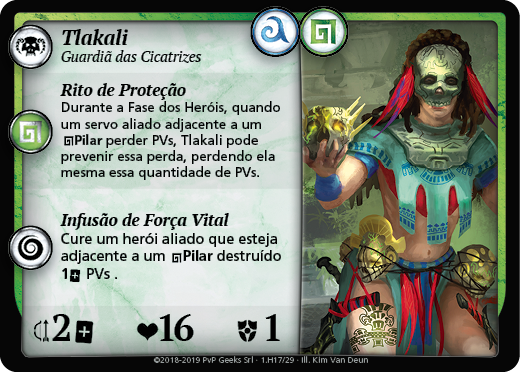 Tlakali
Guardiã das Cicatrizes
Rito de Proteção
Durante a Fase dos Heróis, quando
um servo aliado adjacente a um
Pilar perder PVs, Tlakali pode
prevenir essa perda, perdendo ela
mesma essa quantidade de PVs.
Infusão de Força Vital
Cure um herói aliado que esteja
adjacente a um Pilar destruído
1 PVs .
2 16 1
©2018-2019 PvP Geeks Srl · 1.H17/29 · Ill. Kim Van Deun